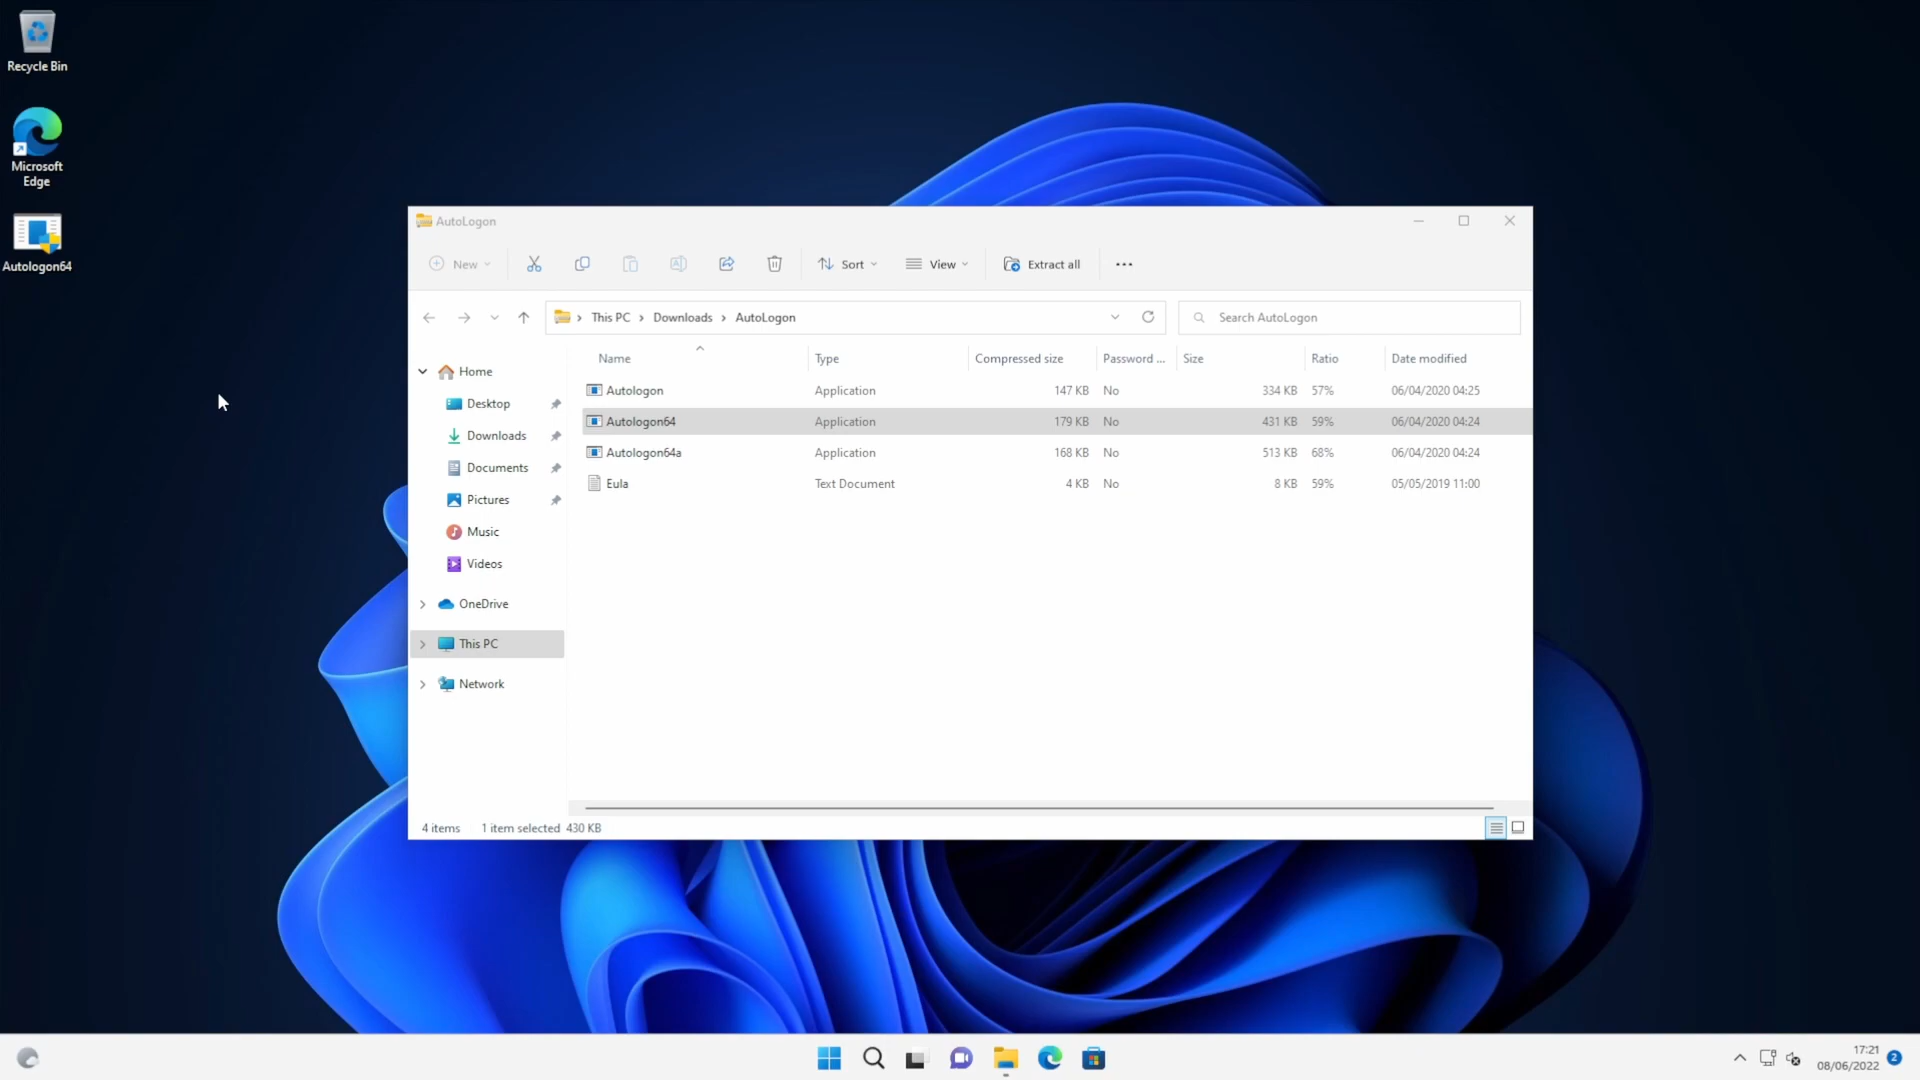 Recycle Bin
Microsoft
Edge
Autologon64
AutoLogon
New
Sort
View
Extract all
This PC
Downloads
AutoLogon
Search AutoLogon
Name Type Compressed size Password ... Size Ratio Date modified
Autologon Application 147 KB No 334 KB 57% 06/04/2020 04:25
Autologon64 Application 179 KB No 431 KB 59% 06/04/2020 04:24
Autologon64a Application 168 KB No 513 KB 68% 06/04/2020 04:24
Eula Text Document 4 KB No 8 KB 59% 05/05/2019 11:00
Home
Desktop
Downloads
Documents
Pictures
Music
Videos
OneDrive
This PC
Network
4 items 1 item selected 430 KB
17:21
08/06/2022
2